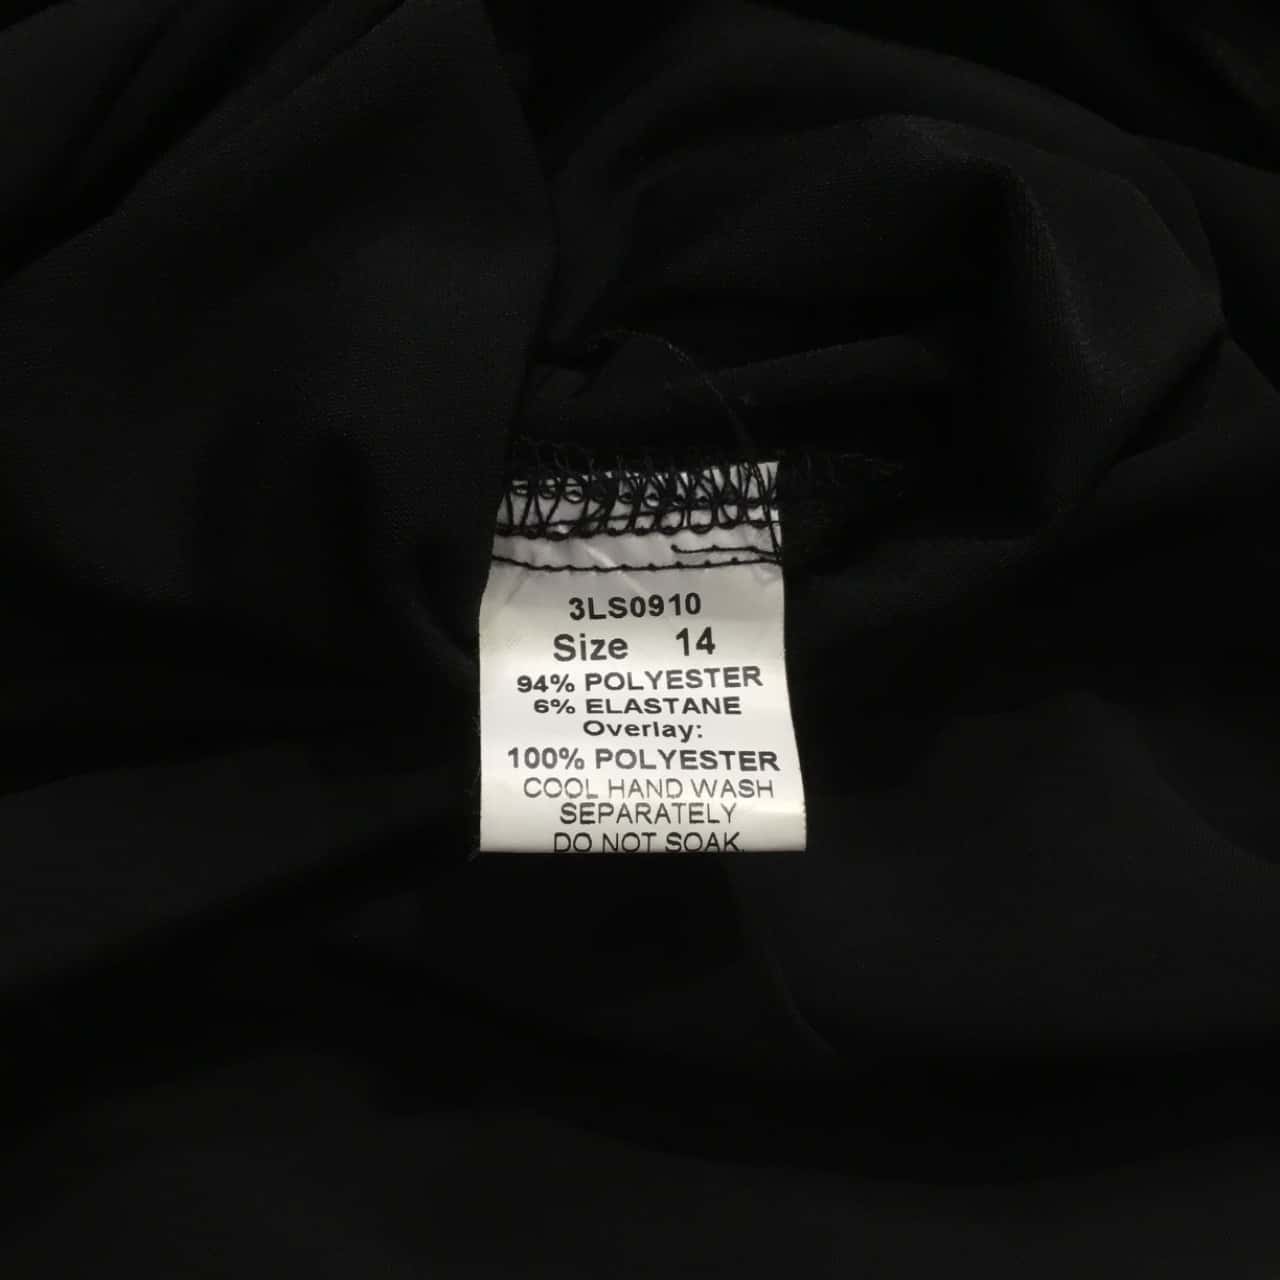 3LS0910
Size 14
94% POLYESTER
6% ELASTANE
Overlay:
100% POLYESTER
COOL HAND WASH
SEPARATELY
DO NOT SOAK.